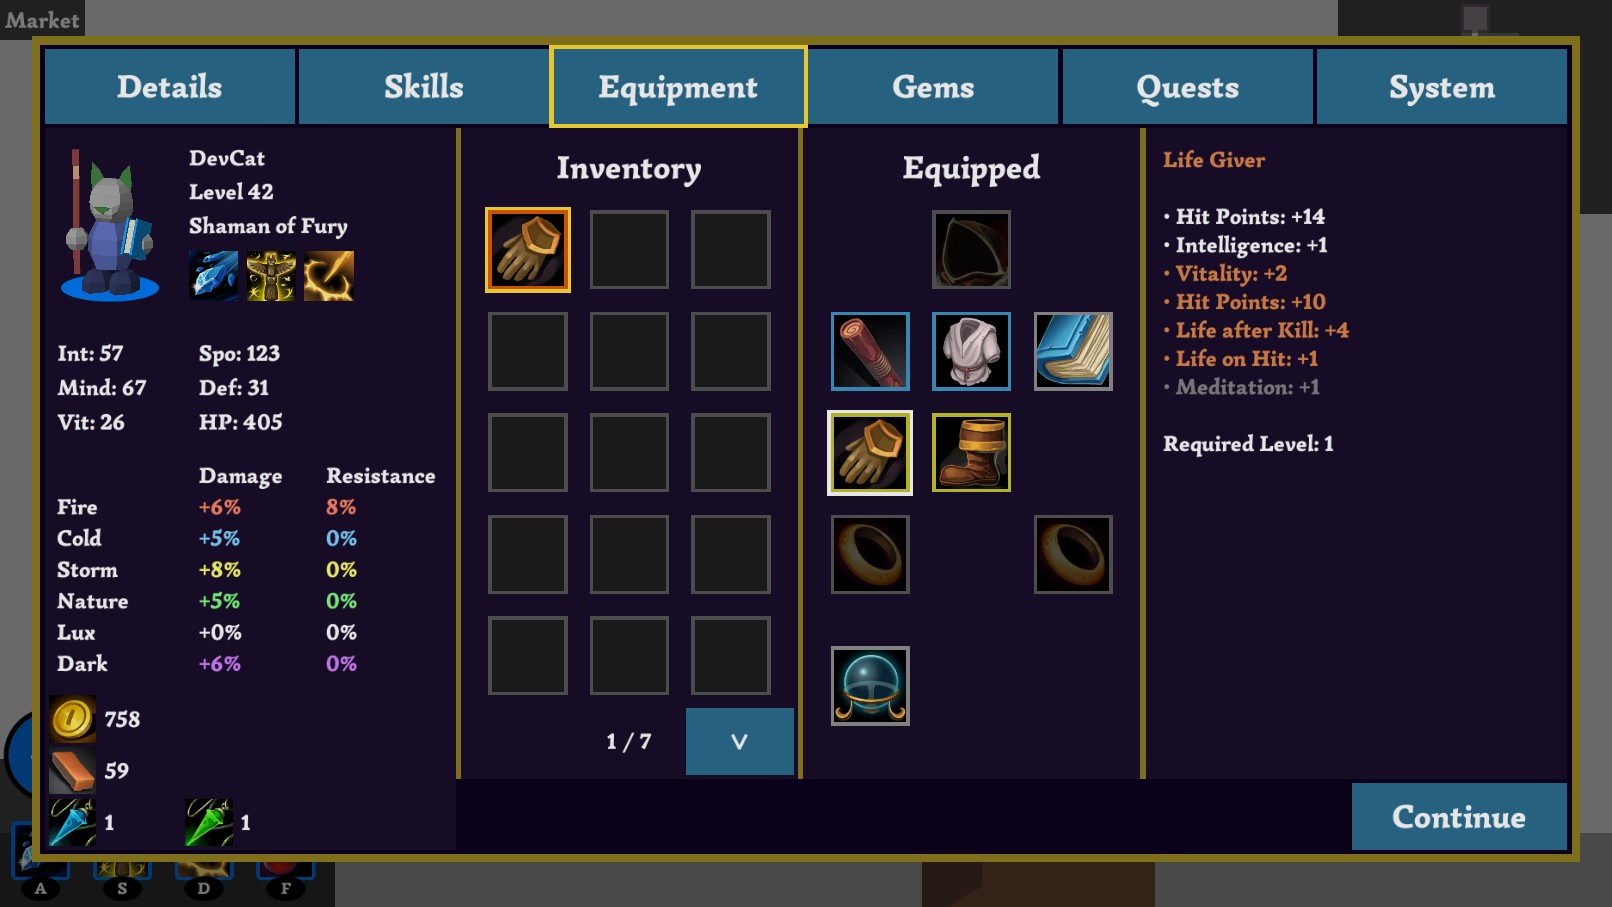 Market
Details
Skills
Equipment
Gems
Quests
System
DevCat
Level 42
Shaman of Fury
Int: 57
Spo: 123
Mind: 67
Def: 31
Vit: 26
HP: 405
Damage
Resistance
Fire +6% 8%
Cold +5% 0%
Storm +8% 0%
Nature +5% 0%
Lux +0% 0%
Dark +6% 0%
758
59
1
1
Inventory
1 / 7
V
Equipped
Life Giver
• Hit Points: +14
• Intelligence: +1
• Vitality: +2
• Hit Points: +10
• Life after Kill: +4
• Life on Hit: +1
• Meditation: +1
Required Level: 1
Continue
A
S
D
F